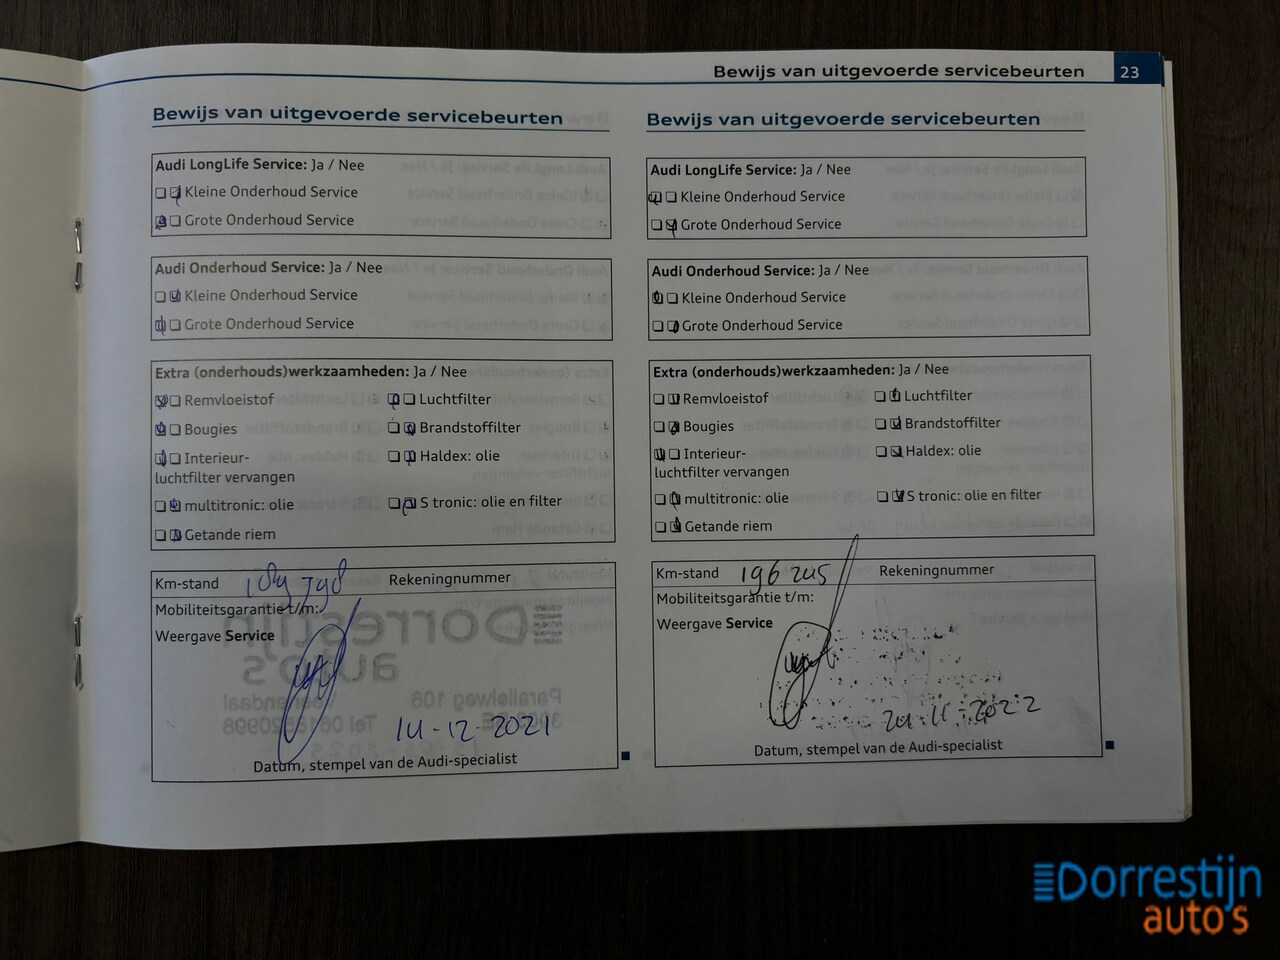 Bewijs van uitgevoerde servicebeurten 23
Bewijs van uitgevoerde servicebeurten
Audi LongLife Service: Ja / Nee
Kleine Onderhoud Service
Grote Onderhoud Service
Audi Onderhoud Service: Ja / Nee
Kleine Onderhoud Service
Grote Onderhoud Service
Extra (onderhouds)werkzaamheden: Ja / Nee
Remvloeistof Luchtfilter
Bougies Brandstoffilter
Interieur- Haldex: olie
luchtfilter vervangen
multitronic: olie S tronic: olie en filter
Getande riem
Km-stand 189798 Rekeningnummer
Mobiliteitsgarantie t/m:
Weergave Service
14-12-2021
Datum, stempel van de Audi-specialist
Bewijs van uitgevoerde servicebeurten
Audi LongLife Service: Ja / Nee
Kleine Onderhoud Service
Grote Onderhoud Service
Audi Onderhoud Service: Ja / Nee
Kleine Onderhoud Service
Grote Onderhoud Service
Extra (onderhouds)werkzaamheden: Ja / Nee
Remvloeistof Luchtfilter
Bougies Brandstoffilter
Interieur- Haldex: olie
luchtfilter vervangen
multitronic: olie S tronic: olie en filter
Getande riem
Km-stand 196245 Rekeningnummer
Mobiliteitsgarantie t/m:
Weergave Service
24-11-2022
Datum, stempel van de Audi-specialist
Dorrestijn
auto's